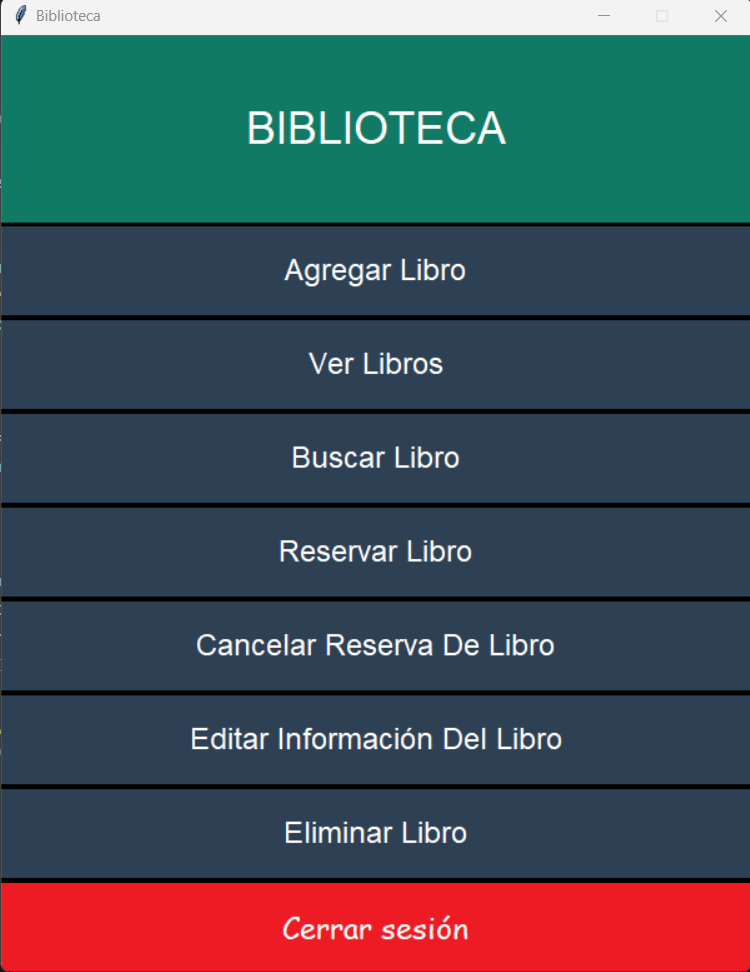 Biblioteca
BIBLIOTECA
Agregar Libro
Ver Libros
Buscar Libro
Reservar Libro
Cancelar Reserva De Libro
Editar Información Del Libro
Eliminar Libro
Cerrar sesión